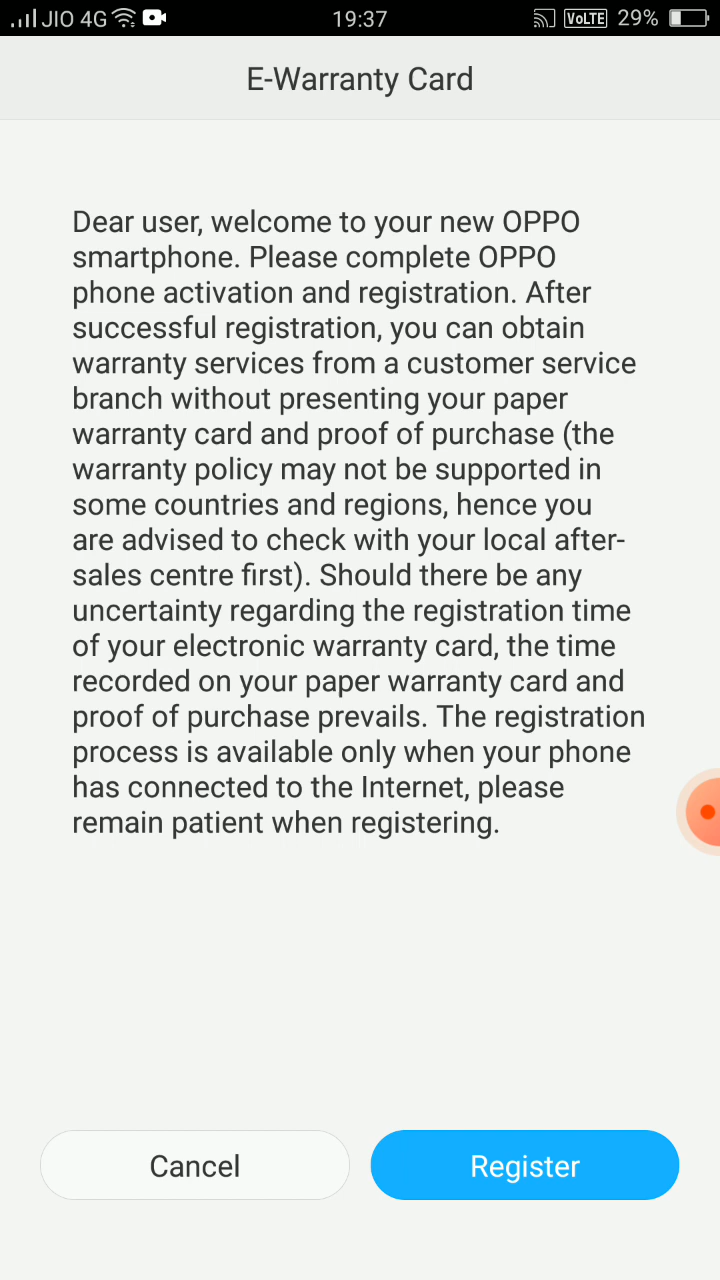 JIO 4G 19:37 VoLTE 29%
E-Warranty Card
Dear user, welcome to your new OPPO
smartphone. Please complete OPPO
phone activation and registration. After
successful registration, you can obtain
warranty services from a customer service
branch without presenting your paper
warranty card and proof of purchase (the
warranty policy may not be supported in
some countries and regions, hence you
are advised to check with your local after-
sales centre first). Should there be any
uncertainty regarding the registration time
of your electronic warranty card, the time
recorded on your paper warranty card and
proof of purchase prevails. The registration
process is available only when your phone
has connected to the Internet, please
remain patient when registering.
Cancel Register